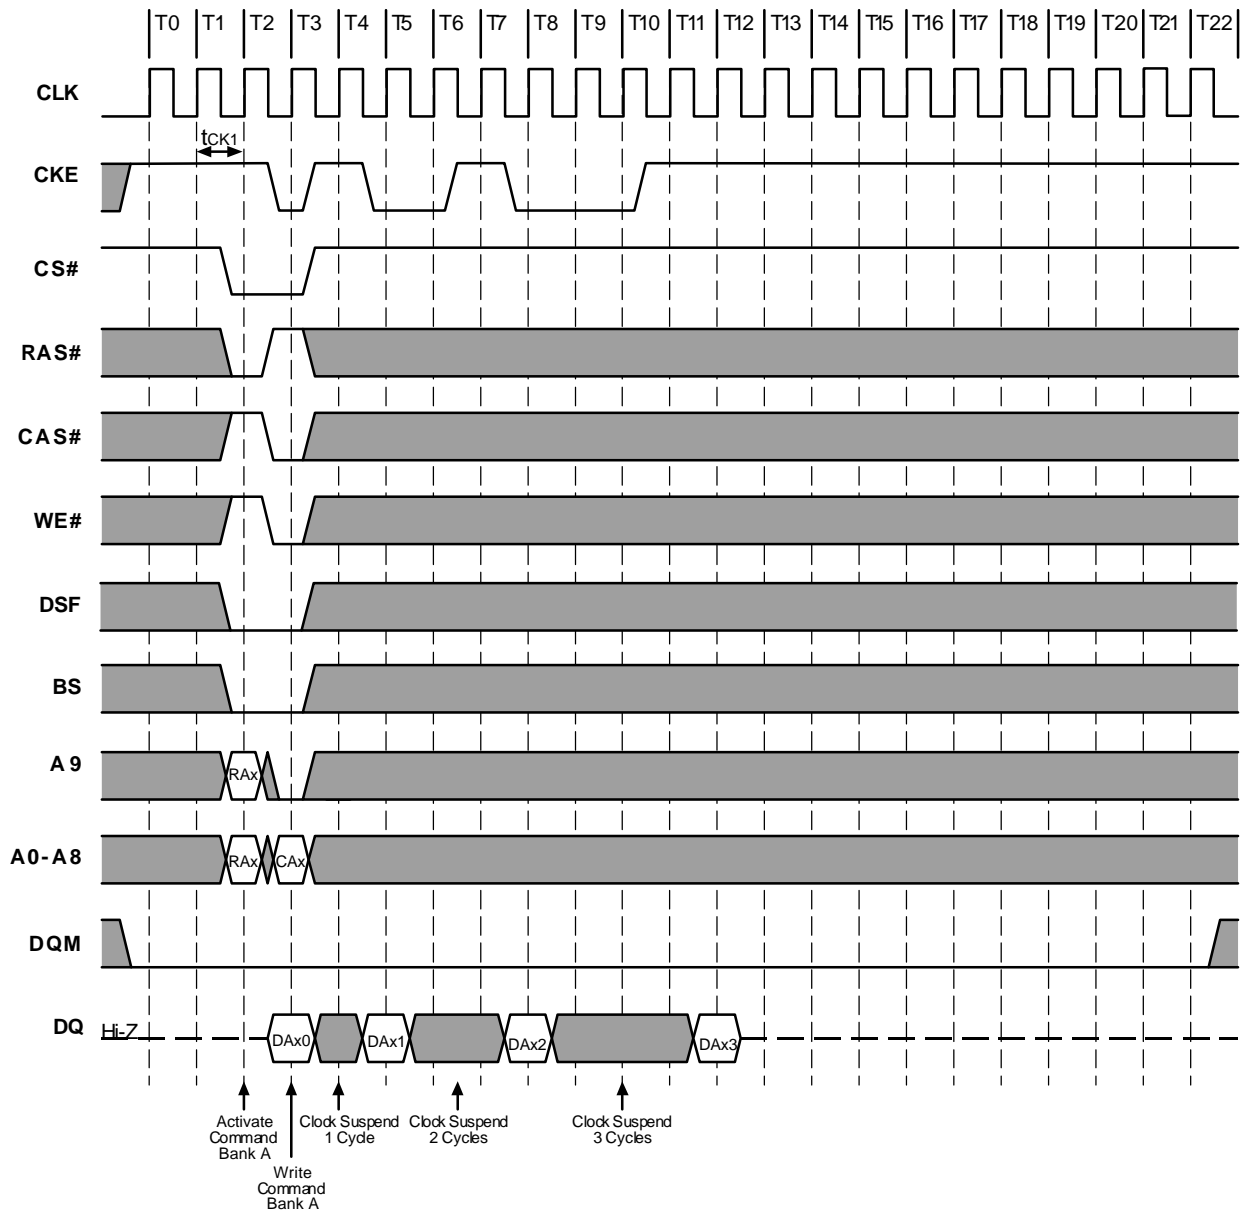 T0 T1 T2 T3 T4 T5 T6 T7 T8 T9 T10 T11 T12 T13 T14 T15 T16 T17 T18 T19 T20 T21 T22
CLK
tCK1
CKE
CS#
RAS#
CAS#
WE#
DSF
BS
A9
RAx
A0-A8
RAx CAx
DQM
DQ
Hi-Z
DAx0 DAx1 DAx2 DAx3
Activate
Command
Bank A
Write
Command
Bank A
Clock Suspend
1 Cycle
Clock Suspend
2 Cycles
Clock Suspend
3 Cycles